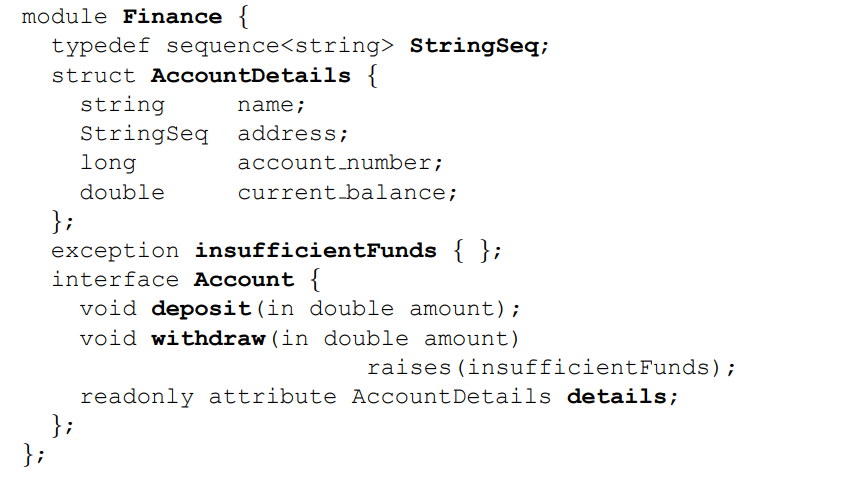 module Finance {
typedef sequence<string> StringSeq;
struct AccountDetails {
string name;
StringSeq address;
long account_number;
double current_balance;
};
exception insufficientFunds { };
interface Account {
void deposit(in double amount);
void withdraw(in double amount)
raises(insufficientFunds);
readonly attribute AccountDetails details;
};
};